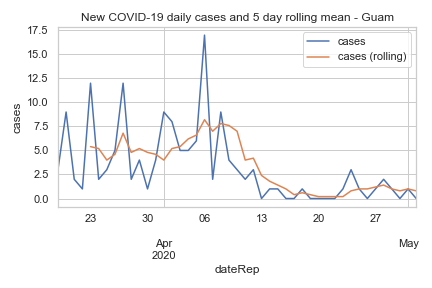 New COVID-19 daily cases and 5 day rolling mean - Guam
17.5
15.0
12.5
10.0
7.5
5.0
2.5
0.0
cases
cases
cases (rolling)
23
30
06
13
20
27
Apr
2020
May
dateRep